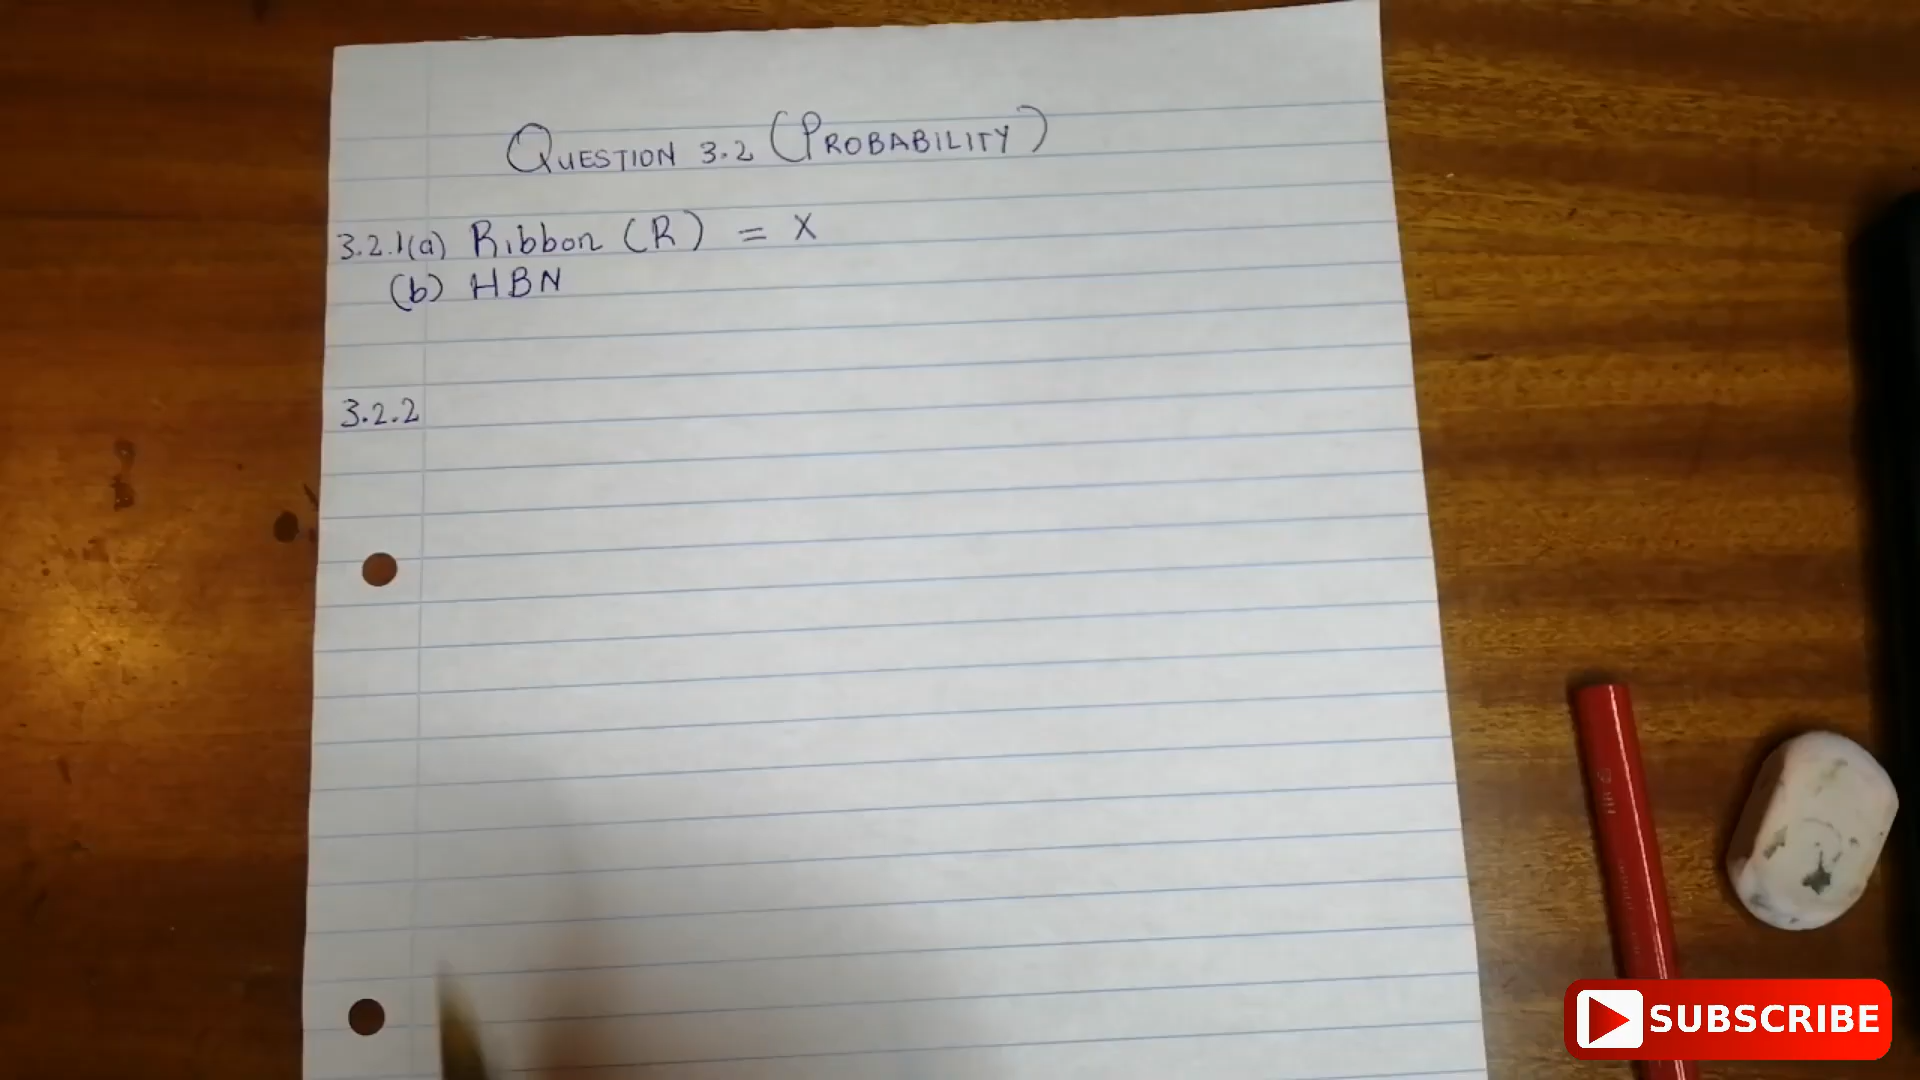 QUESTION 3.2 (PROBABILITY)
3.2.1(a) Ribbon (R) = X
(b) HBN
3.2.2
SUBSCRIBE